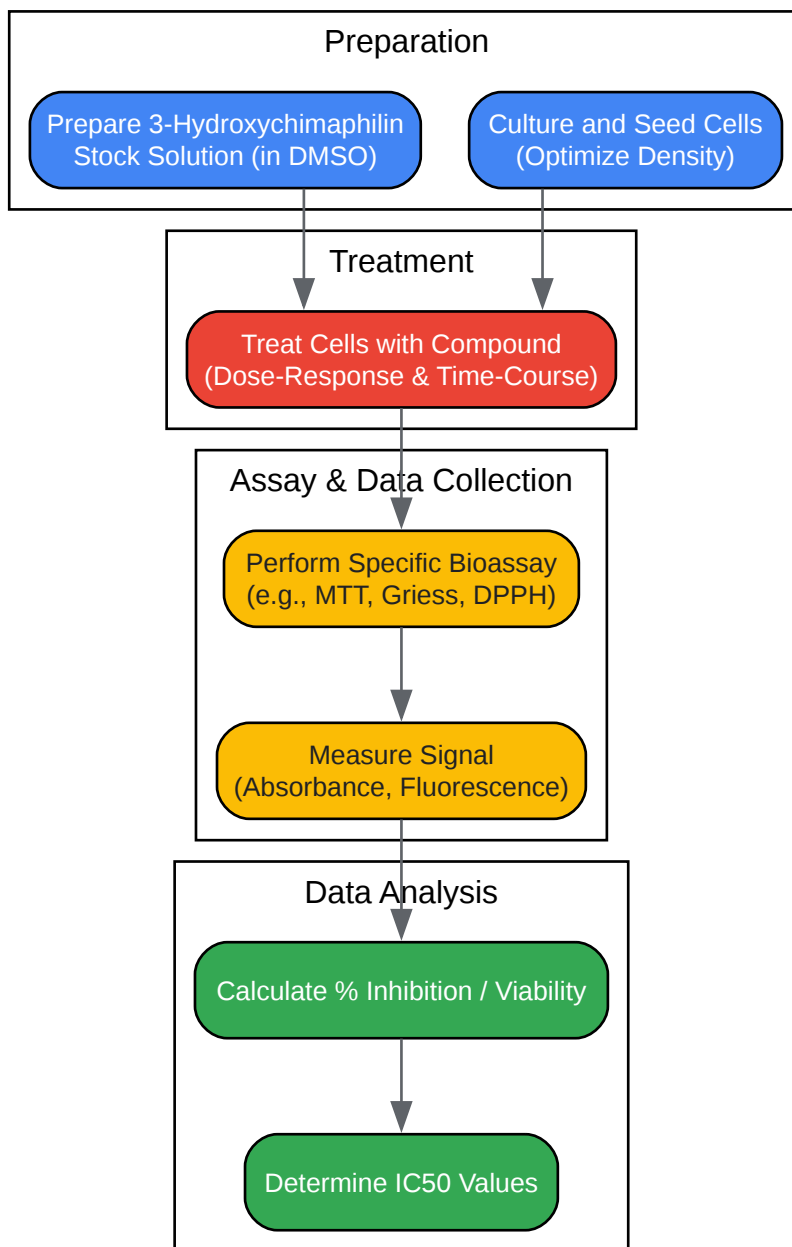 Preparation
Prepare 3-Hydroxychimaphilin
Stock Solution (in DMSO)
Culture and Seed Cells
(Optimize Density)
Treatment
Treat Cells with Compound
(Dose-Response & Time-Course)
Assay & Data Collection
Perform Specific Bioassay
(e.g., MTT, Griess, DPPH)
Measure Signal
(Absorbance, Fluorescence)
Data Analysis
Calculate % Inhibition / Viability
Determine IC50 Values